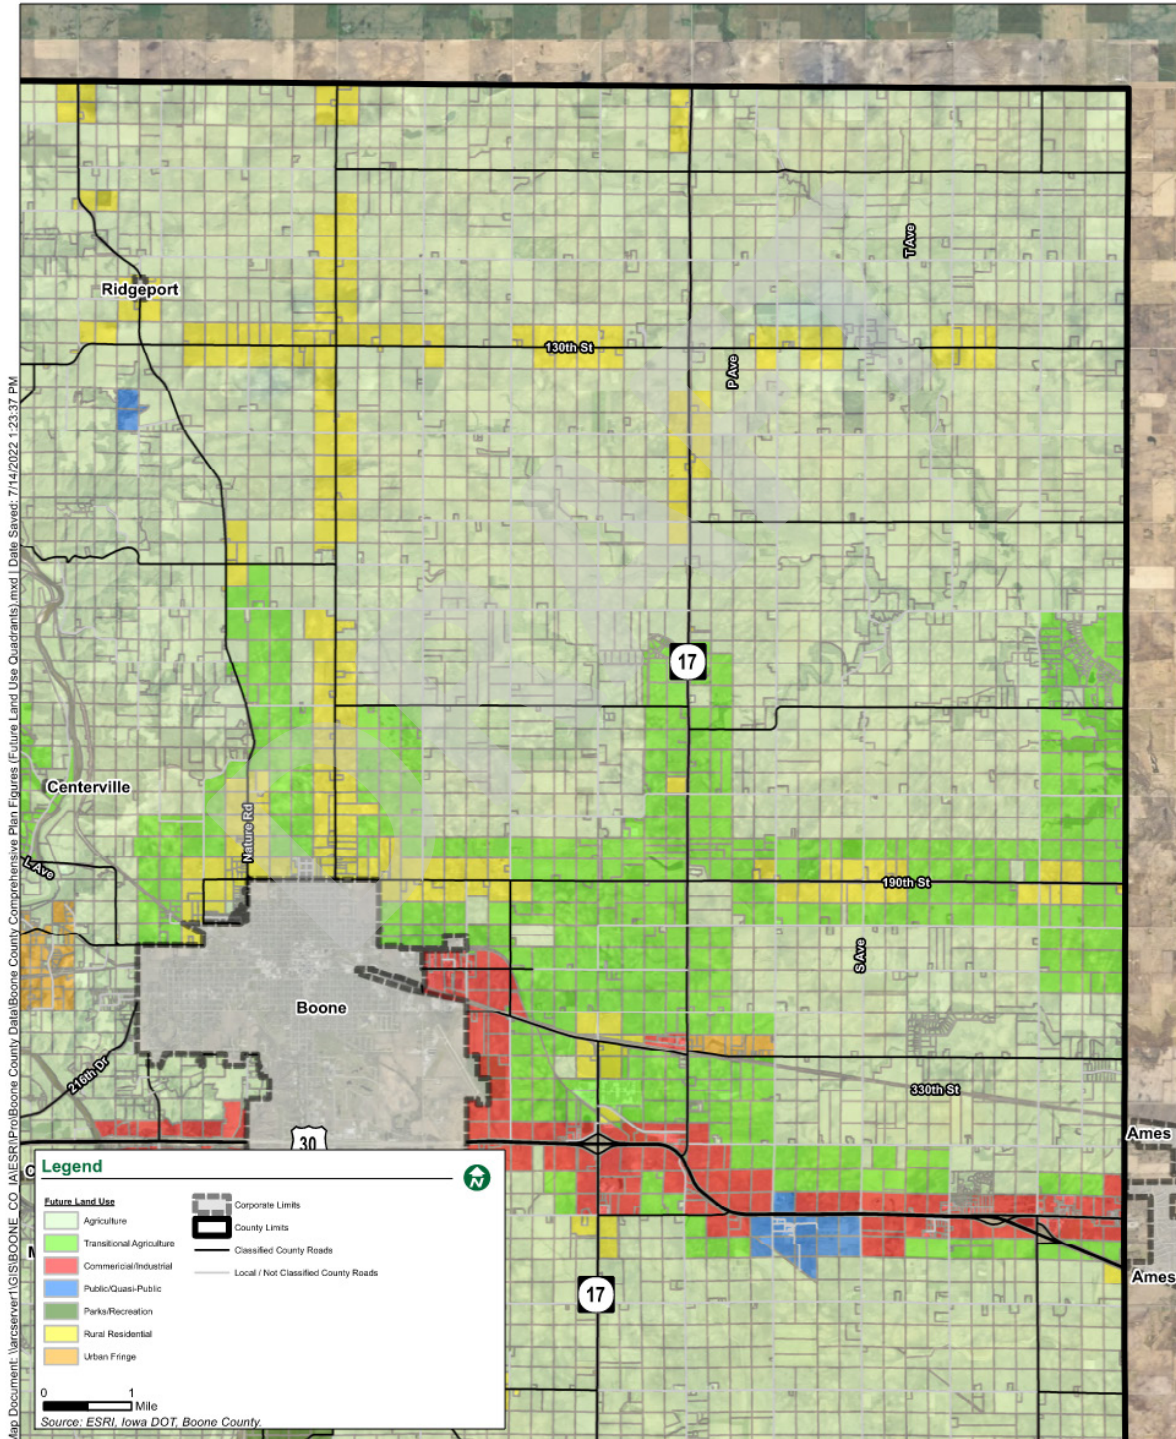 Ridgeport
T Ave
130th St
P Ave
17
Centerville
Nature Rd
L Ave
190th St
S Ave
Boone
216th Dr
330th St
30
Ames
Ames
17
Legend
N
Future Land Use
Agriculture
Transitional Agriculture
Commericial/Industrial
Public/Quasi-Public
Parks/Recreation
Rural Residential
Urban Fringe
Corporate Limits
County Limits
Classified County Roads
Local / Not Classified County Roads
0 1
Mile
Source: ESRI, Iowa DOT, Boone County.
Map Document: \\arcserver1\GIS\BOONE_CO_IA\ESRI\Pro\Boone County Data\Boone County Comprehensive Plan Figures (Future Land Use Quadrants).mxd | Date Saved: 7/14/2022 1:23:37 PM